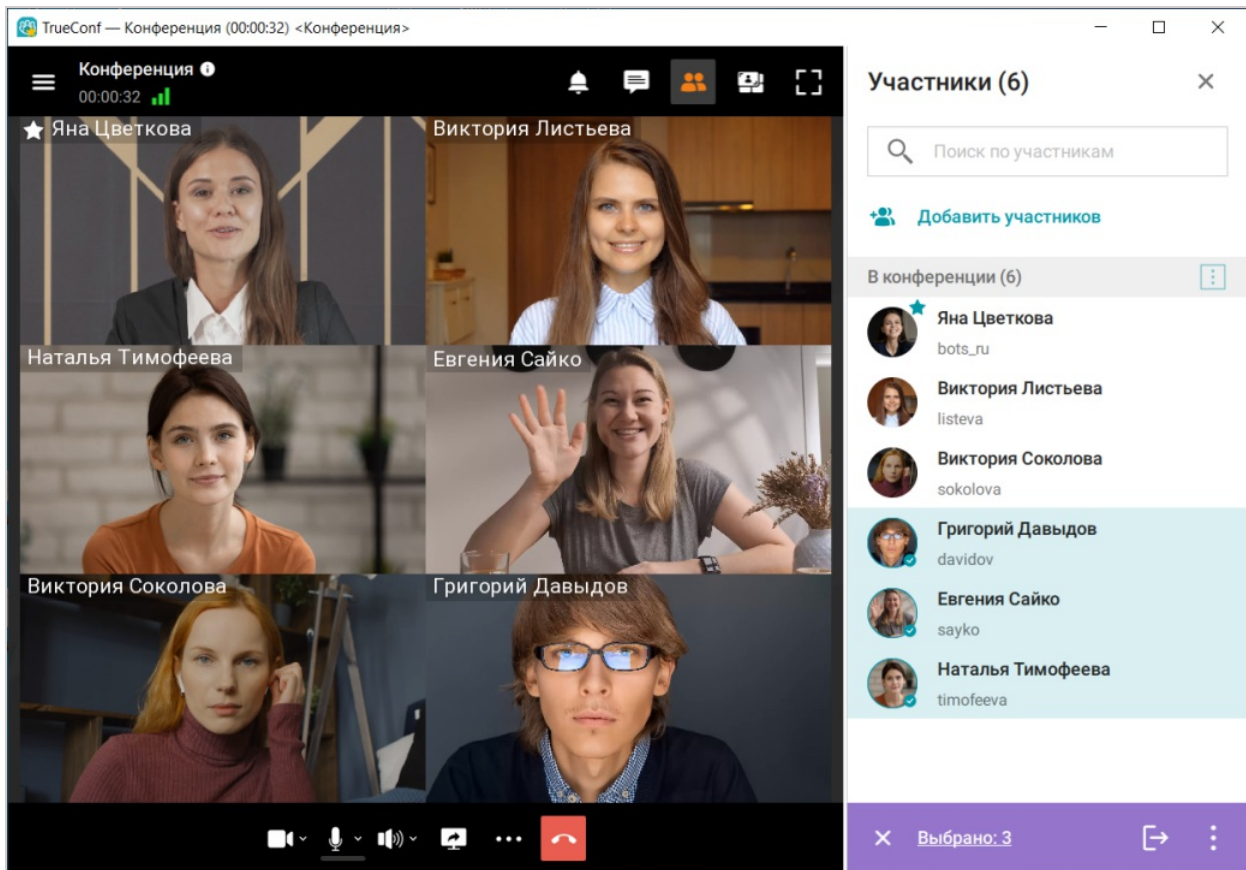 TrueConf — Конференция (00:00:32) <Конференция>
Конференция
00:00:32
Яна Цветкова
Виктория Листьева
Наталья Тимофеева
Евгения Сайко
Виктория Соколова
Григорий Давыдов
Участники (6)
Поиск по участникам
Добавить участников
В конференции (6)
Яна Цветкова
bots_ru
Виктория Листьева
listeva
Виктория Соколова
sokolova
Григорий Давыдов
davidov
Евгения Сайко
sayko
Наталья Тимофеева
timofeeva
Выбрано: 3